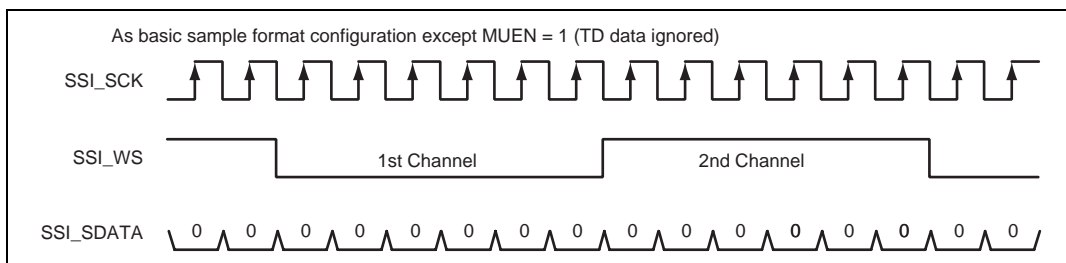 As basic sample format configuration except MUEN = 1 (TD data ignored)
SSI_SCK
SSI_WS 1st Channel 2nd Channel
SSI_SDATA 0 0 0 0 0 0 0 0 0 0 0 0 0 0 0 0